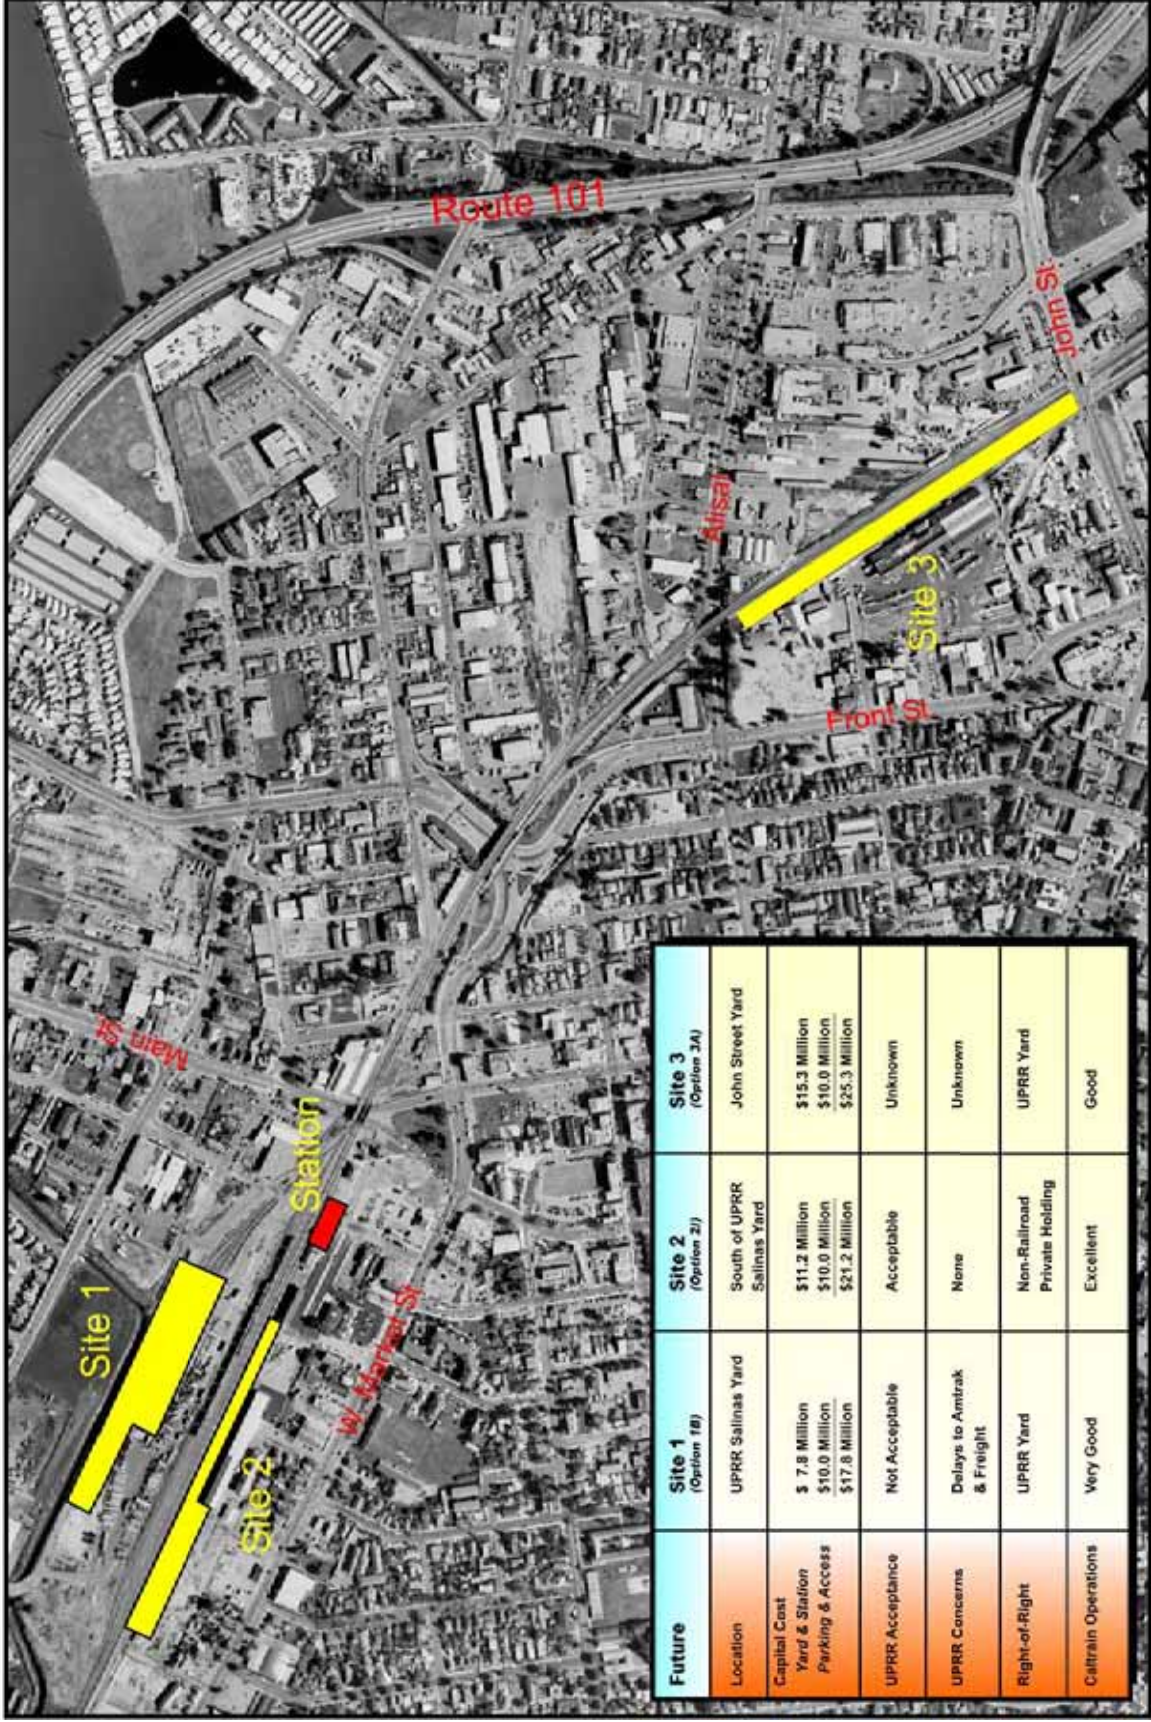 Site 1
Site 2
Station
Main St.
W. Market St
Route 101
Alisal
Front St.
Site 3
John St.
Future
Site 1
(Option 1B)
Site 2
(Option 2J)
Site 3
(Option 3A)
Location
UPRR Salinas Yard
South of UPRR
Salinas Yard
John Street Yard
Capital Cost
Yard & Station
$ 7.8 Million
$11.2 Million
$15.3 Million
Parking & Access
$10.0 Million
$10.0 Million
$10.0 Million
$17.8 Million
$21.2 Million
$25.3 Million
UPRR Acceptance
Not Acceptable
Acceptable
Unknown
UPRR Concerns
Delays to Amtrak
& Freight
None
Unknown
Right-of-Right
UPRR Yard
Non-Railroad
Private Holding
UPRR Yard
Caltrain Operations
Very Good
Excellent
Good